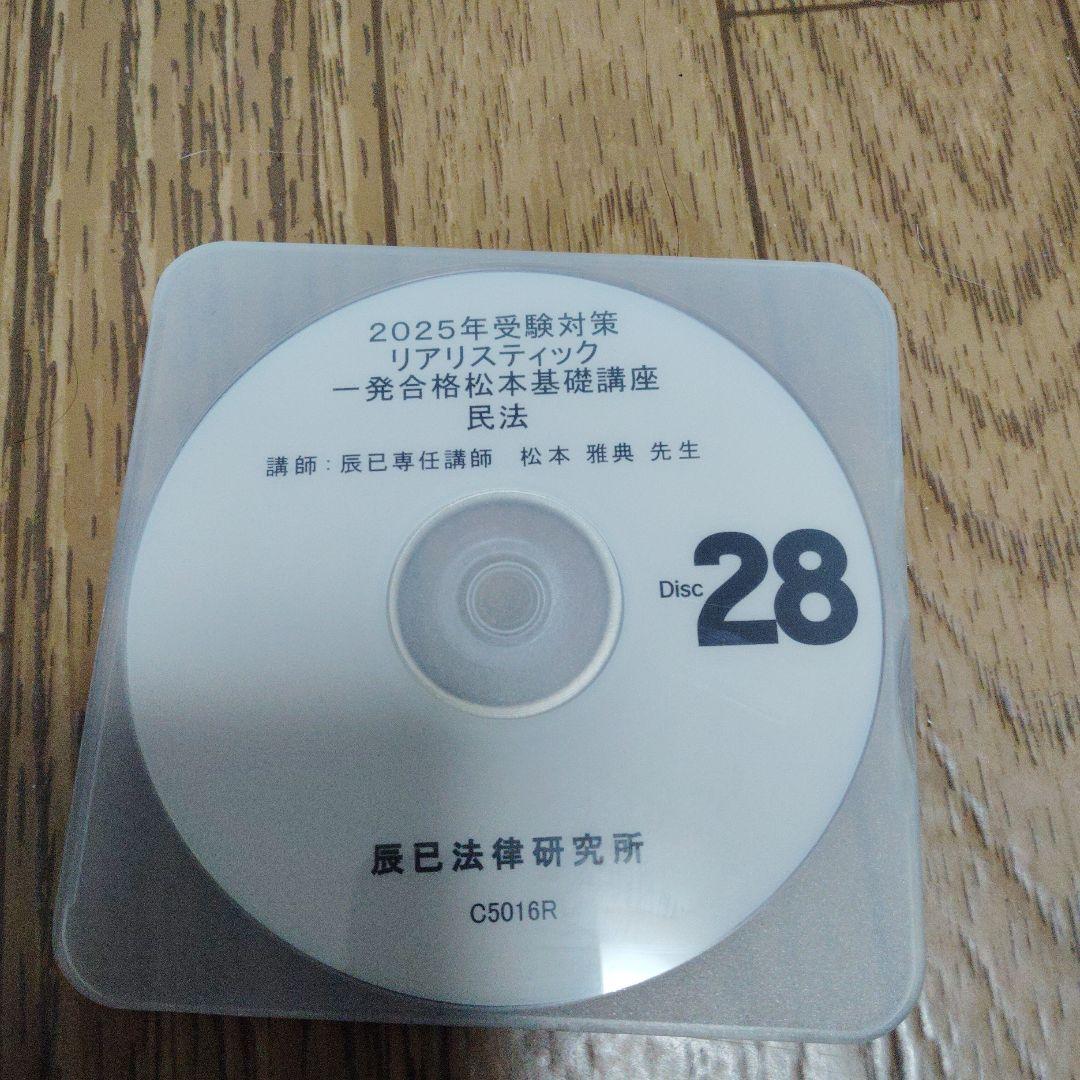 2025年受験対策
リアリスティック
一発合格松本基礎講座
民法
講師：辰已専任講師　松本 雅典 先生
Disc 28
辰已法律研究所
C5016R